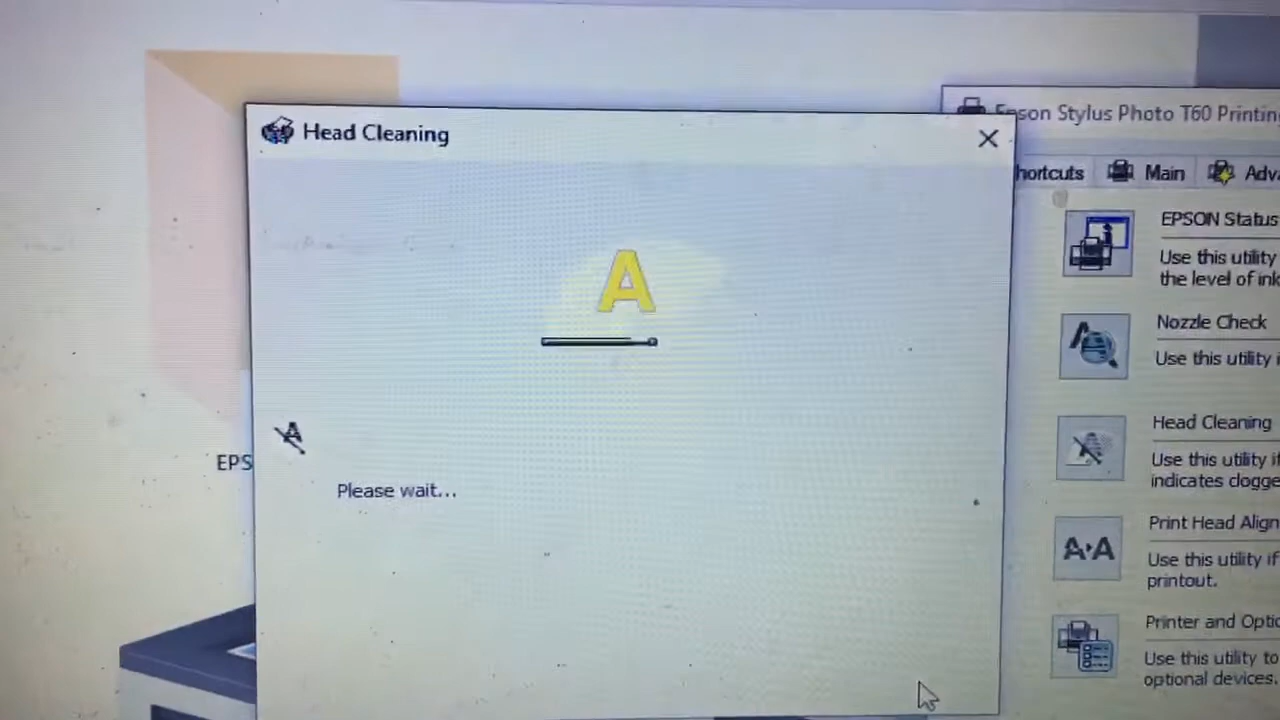 Head Cleaning
A
Please wait...
EPS
Epson Stylus Photo T60 Printing
hortcuts
Main
Adva
EPSON Status
Use this utility
the level of ink
Nozzle Check
Use this utility i
Head Cleaning
Use this utility if
indicates clogge
Print Head Align
A▸A
Use this utility if
printout.
Printer and Optio
Use this utility to
optional devices.